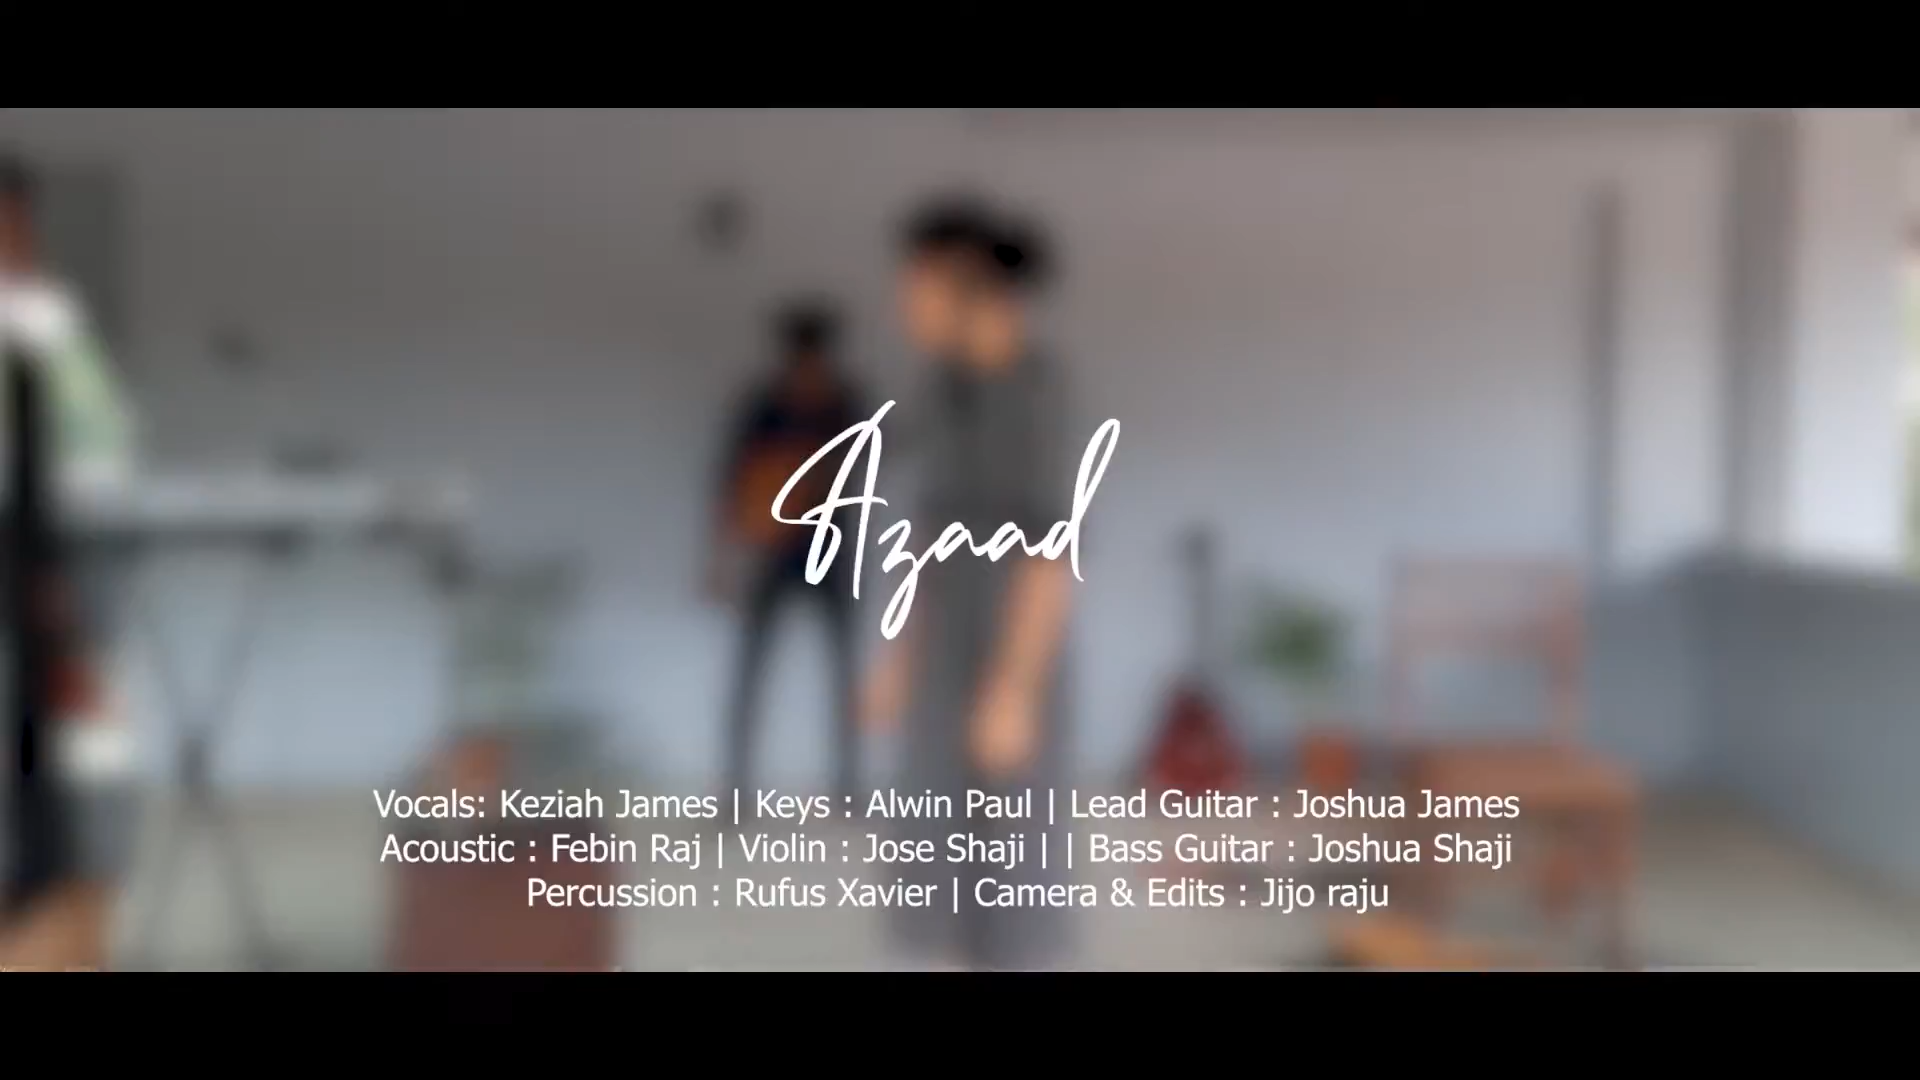 Azaad
Vocals: Keziah James | Keys : Alwin Paul | Lead Guitar : Joshua James
Acoustic : Febin Raj | Violin : Jose Shaji | | Bass Guitar : Joshua Shaji
Percussion : Rufus Xavier | Camera & Edits : Jijo raju